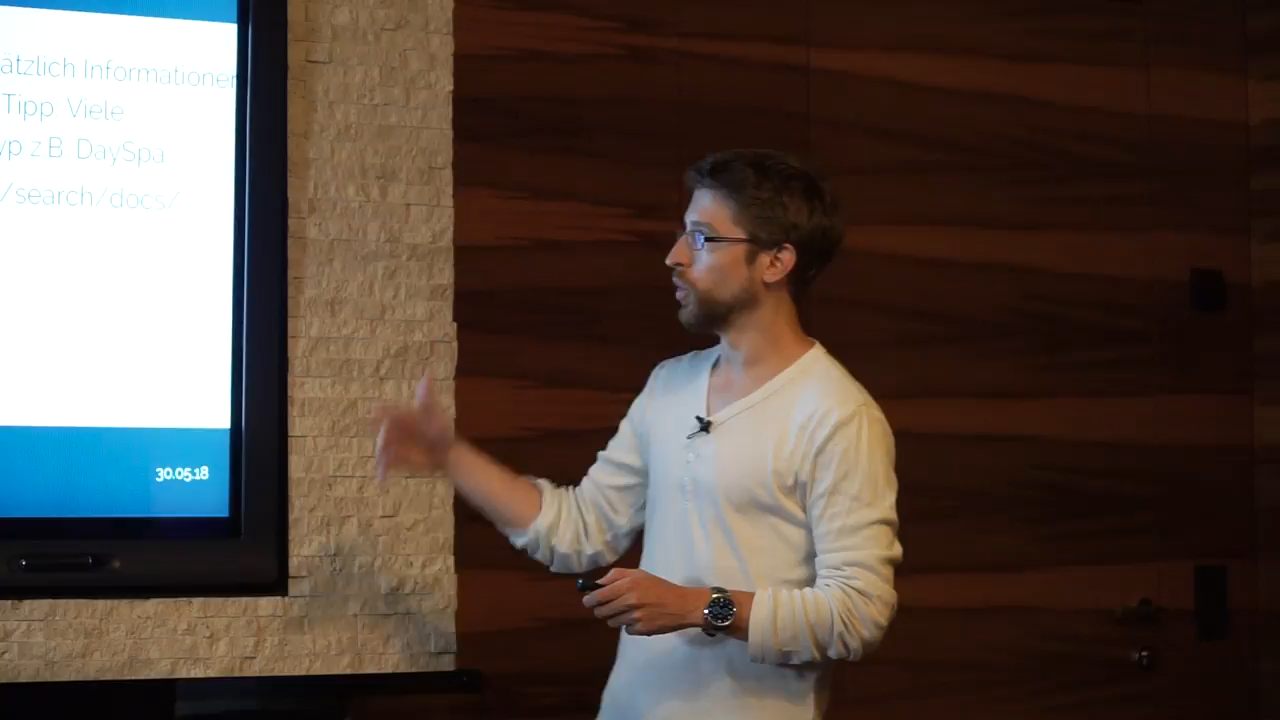 ätzlich Informationen
Tipp Viele
yp z B DaySpa
/search/docs/
30.05.18